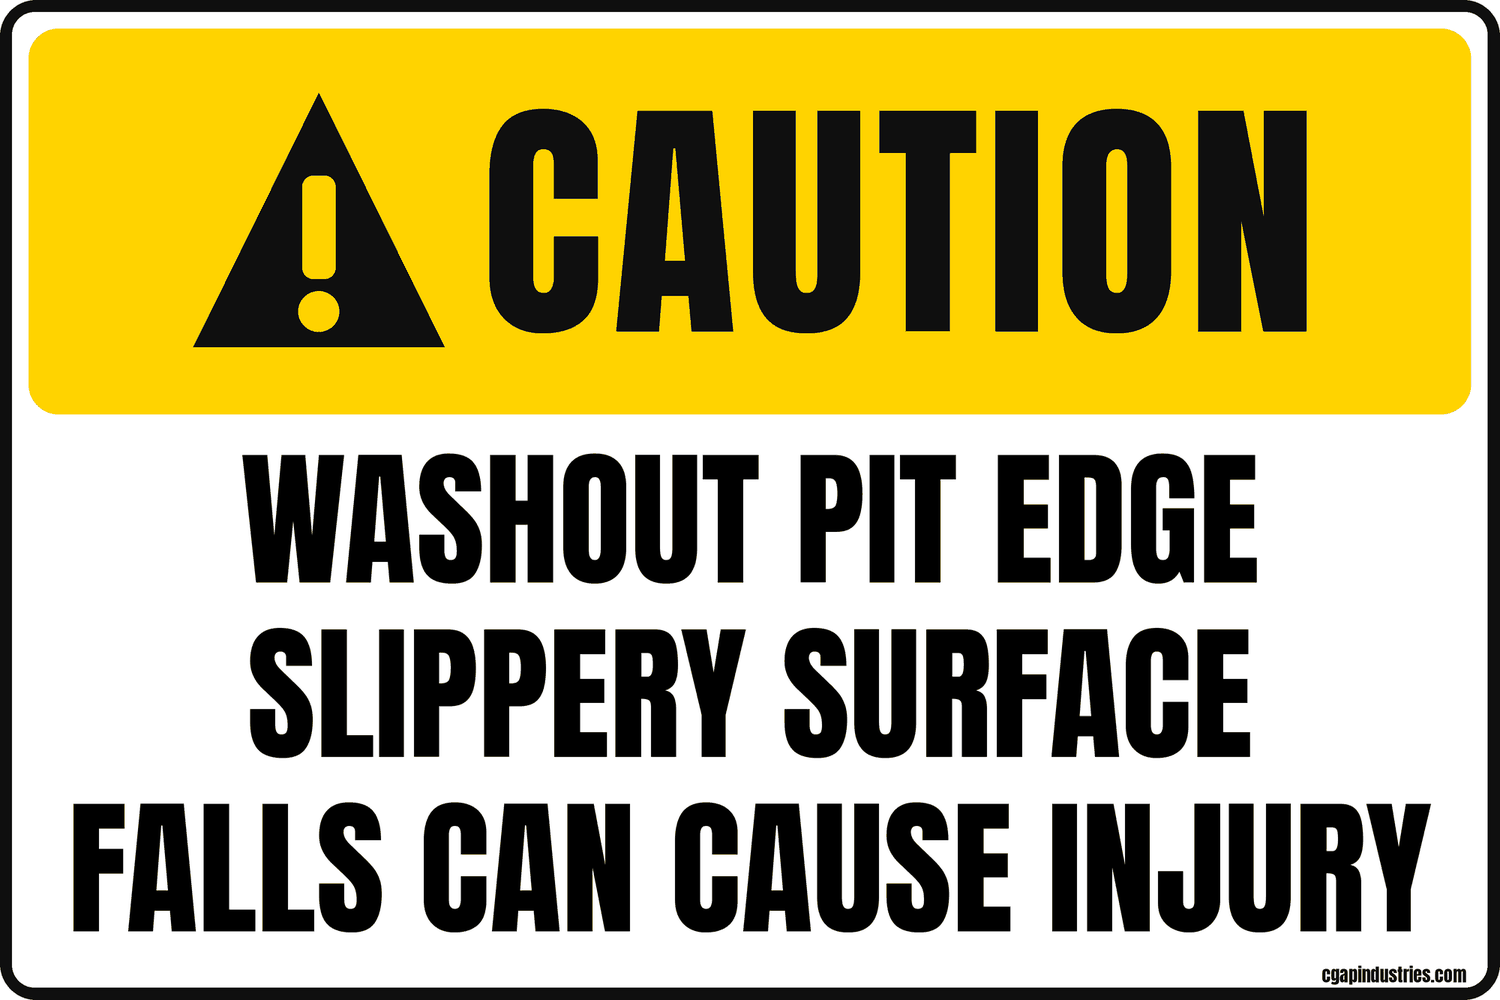 CAUTION
WASHOUT PIT EDGE
SLIPPERY SURFACE
FALLS CAN CAUSE INJURY
cgapindustries.com